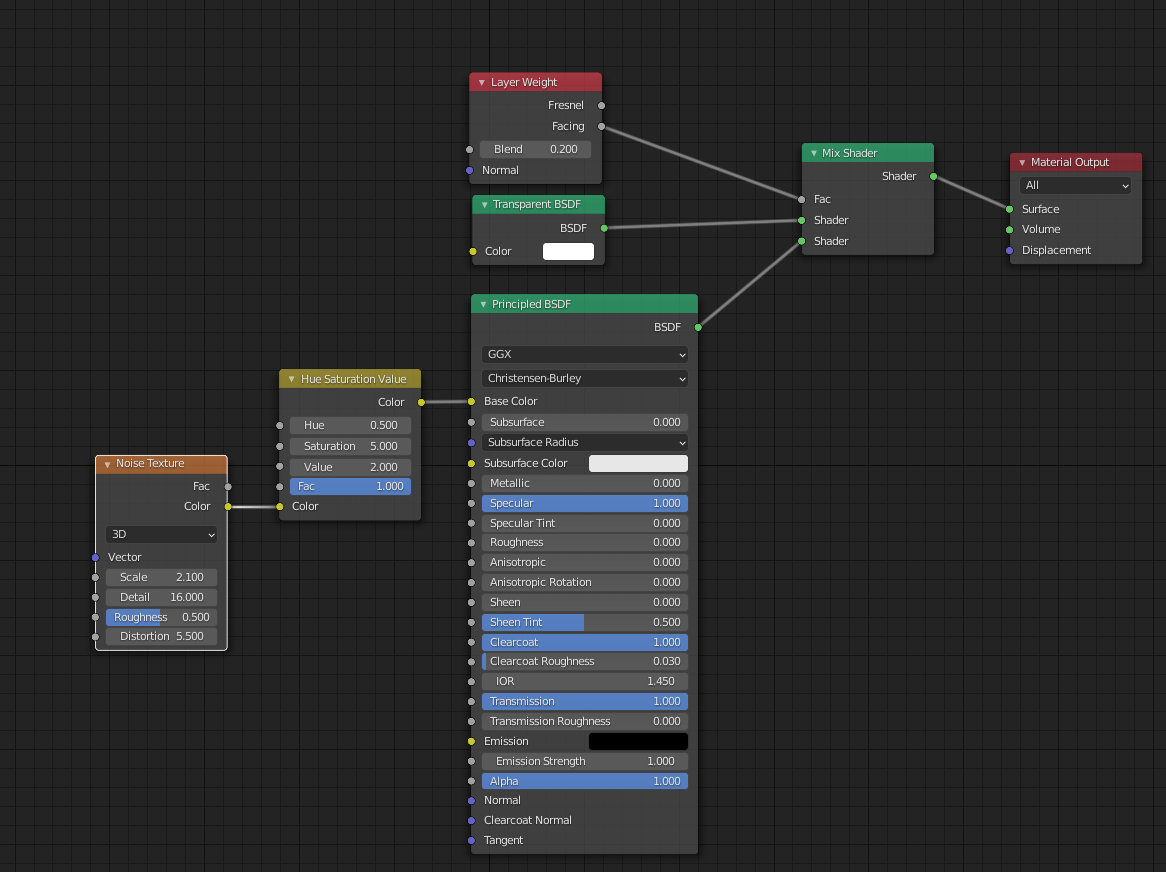 Layer Weight
Fresnel
Facing
Blend 0.200
Normal
Transparent BSDF
BSDF
Color
Mix Shader
Shader
Fac
Shader
Shader
Material Output
All
Surface
Volume
Displacement
Principled BSDF
BSDF
GGX
Christensen-Burley
Base Color
Subsurface 0.000
Subsurface Radius
Subsurface Color
Metallic 0.000
Specular 1.000
Specular Tint 0.000
Roughness 0.000
Anisotropic 0.000
Anisotropic Rotation 0.000
Sheen 0.000
Sheen Tint 0.500
Clearcoat 1.000
Clearcoat Roughness 0.030
IOR 1.450
Transmission 1.000
Transmission Roughness 0.000
Emission
Emission Strength 1.000
Alpha 1.000
Normal
Clearcoat Normal
Tangent
Hue Saturation Value
Color
Hue 0.500
Saturation 5.000
Value 2.000
Fac 1.000
Color
Noise Texture
Fac
Color
3D
Vector
Scale 2.100
Detail 16.000
Roughness 0.500
Distortion 5.500